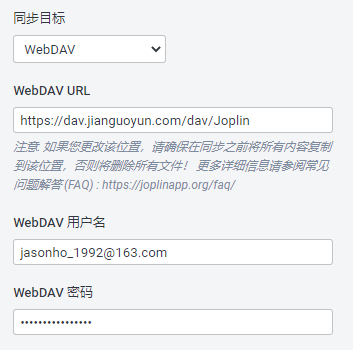 同步目标
WebDAV
WebDAV URL
https://dav.jianguoyun.com/dav/Joplin
注意: 如果您更改该位置，请确保在同步之前将所有内容复制
到该位置，否则将删除所有文件！ 更多详细信息请参阅常见
问题解答 (FAQ) : https://joplinapp.org/faq/
WebDAV 用户名
jasonho_1992@163.com
WebDAV 密码
••••••••••••••••